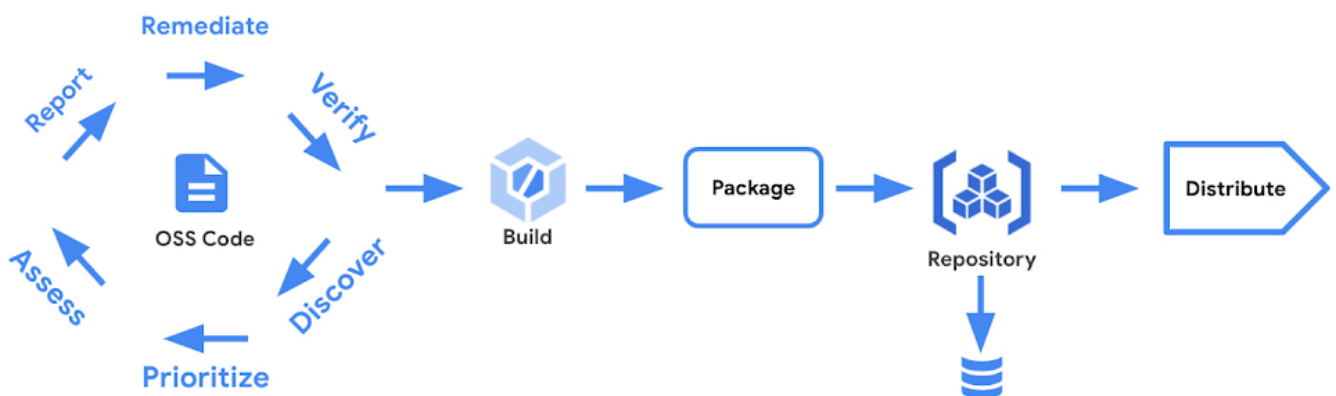 Remediate
Report
Verify
OSS Code
Assess
Discover
Prioritize
Build
Package
Repository
Distribute